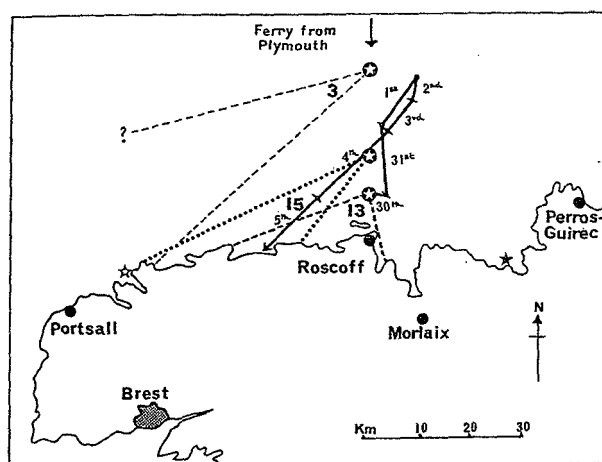 Ferry from
Plymouth
3
1st
2nd
3rd
?
4th
31st
15
13
5th
30th
Perros-
Guirec
Roscoff
N
Portsall
Morlaix
Brest
Km 10 20 30